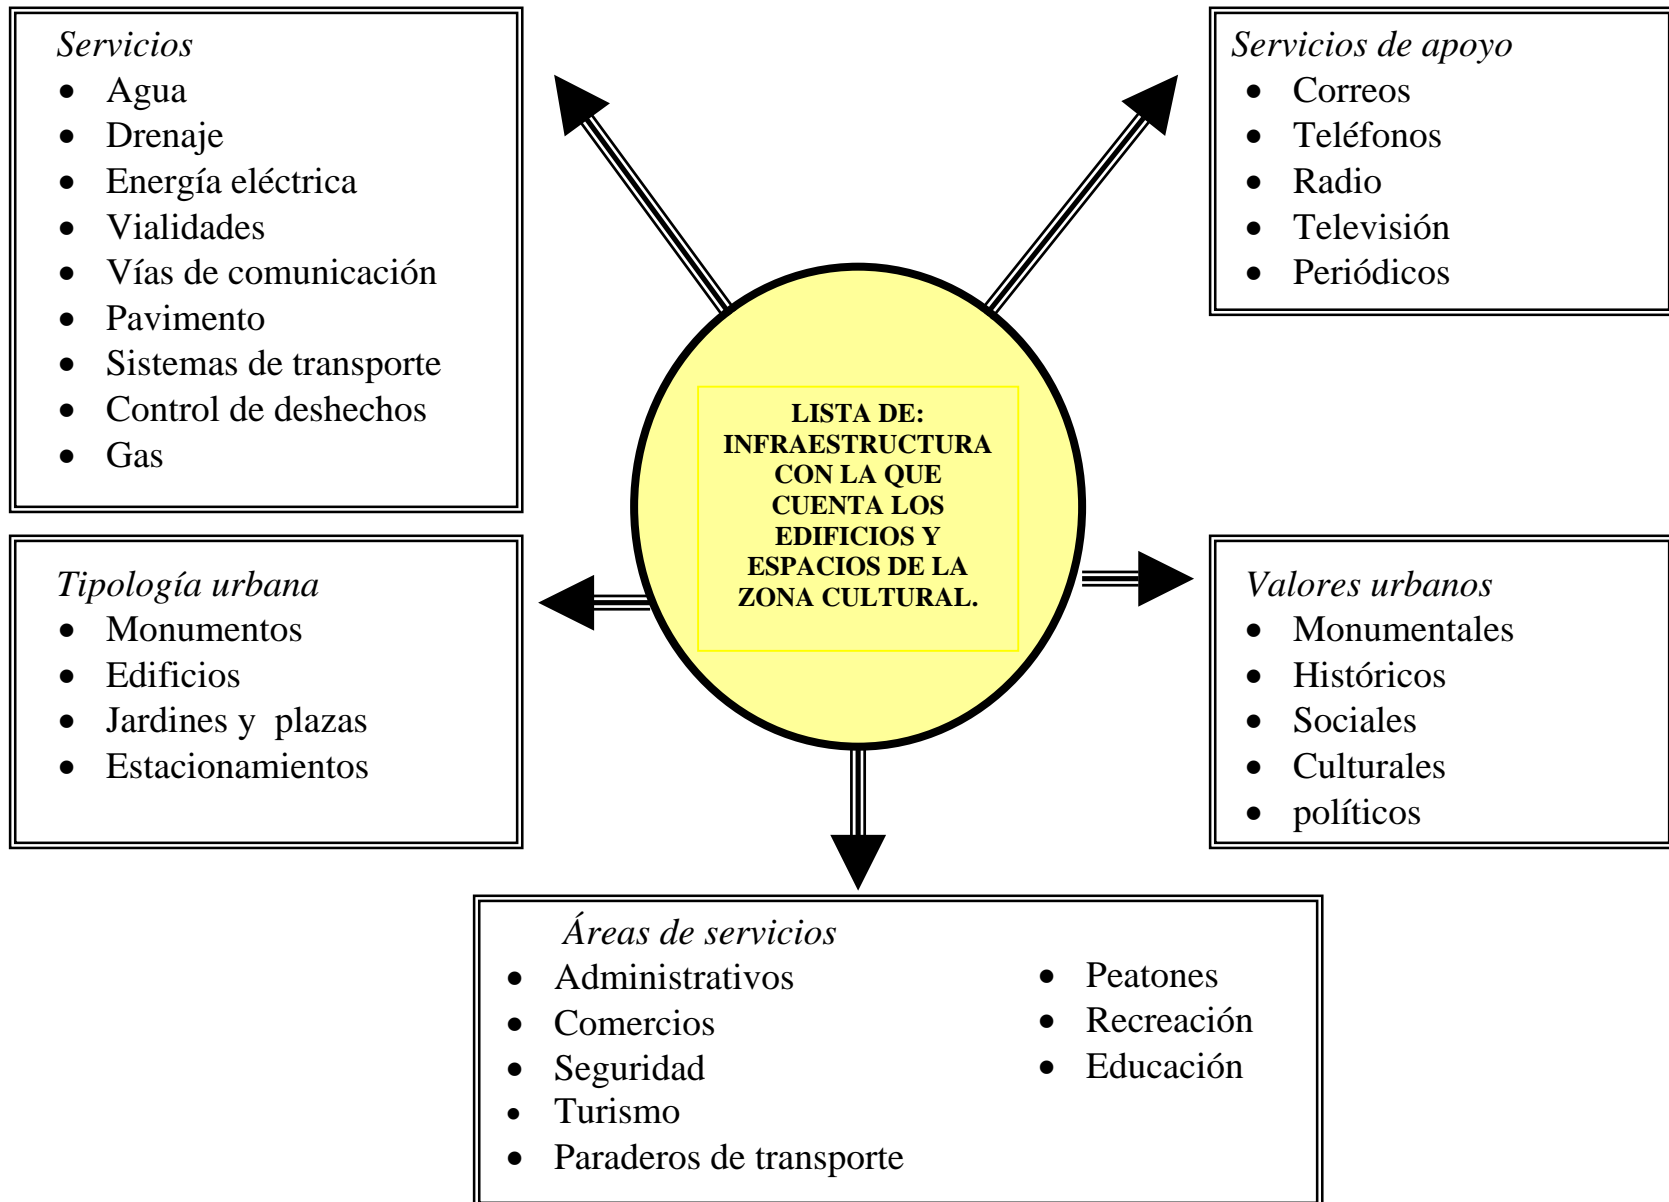 Servicios
• Agua
• Drenaje
• Energía eléctrica
• Vialidades
• Vías de comunicación
• Pavimento
• Sistemas de transporte
• Control de deshechos
• Gas
Servicios de apoyo
• Correos
• Teléfonos
• Radio
• Televisión
• Periódicos
LISTA DE:
INFRAESTRUCTURA
CON LA QUE
CUENTA LOS
EDIFICIOS Y
ESPACIOS DE LA
ZONA CULTURAL.
Tipología urbana
• Monumentos
• Edificios
• Jardines y  plazas
• Estacionamientos
Valores urbanos
• Monumentales
• Históricos
• Sociales
• Culturales
• políticos
Áreas de servicios
• Administrativos
• Comercios
• Seguridad
• Turismo
• Paraderos de transporte
• Peatones
• Recreación
• Educación